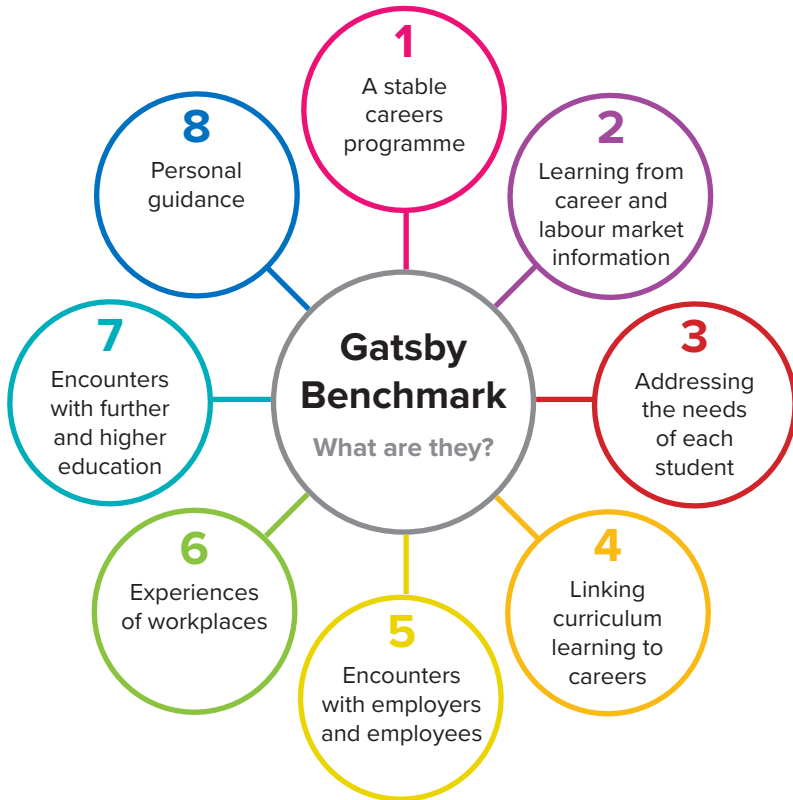 Gatsby
Benchmark
What are they?
1
A stable
careers
programme
2
Learning from
career and
labour market
information
3
Addressing
the needs
of each
student
4
Linking
curriculum
learning to
careers
5
Encounters
with employers
and employees
6
Experiences
of workplaces
7
Encounters
with further
and higher
education
8
Personal
guidance